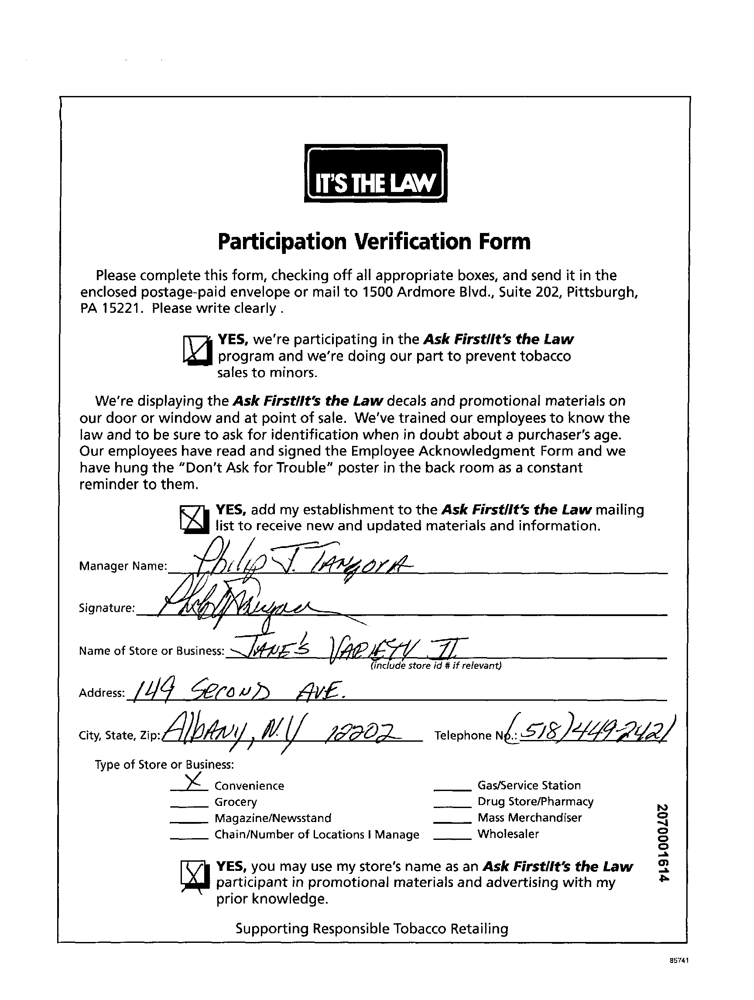 IT'S THE LAW
Participation Verification Form
Please complete this form, checking off all appropriate boxes, and send it in the
enclosed postage-paid envelope or mail to 1500 Ardmore Blvd., Suite 202, Pittsburgh,
PA 15221. Please write clearly .
YES, we're participating in the Ask First/It's the Law
program and we're doing our part to prevent tobacco
sales to minors.
We're displaying the Ask First/It's the Law decals and promotional materials on
our door or window and at point of sale. We've trained our employees to know the
law and to be sure to ask for identification when in doubt about a purchaser's age.
Our employees have read and signed the Employee Acknowledgment Form and we
have hung the "Don't Ask for Trouble" poster in the back room as a constant
reminder to them.
YES, add my establishment to the Ask First/It's the Law mailing
list to receive new and updated materials and information.
Manager Name: Philip J. TANGORA
Signature:
Name of Store or Business: JANE'S VARIETY II
(include store id # if relevant)
Address: 149 SECOND AVE.
City, State, Zip: AlbANy, N.Y 12202 Telephone No.: (518)449-2421
Type of Store or Business:
X Convenience Gas/Service Station
Grocery Drug Store/Pharmacy
Magazine/Newsstand Mass Merchandiser
Chain/Number of Locations I Manage Wholesaler
YES, you may use my store's name as an Ask First/It's the Law
participant in promotional materials and advertising with my
prior knowledge.
Supporting Responsible Tobacco Retailing
2070001614
85741